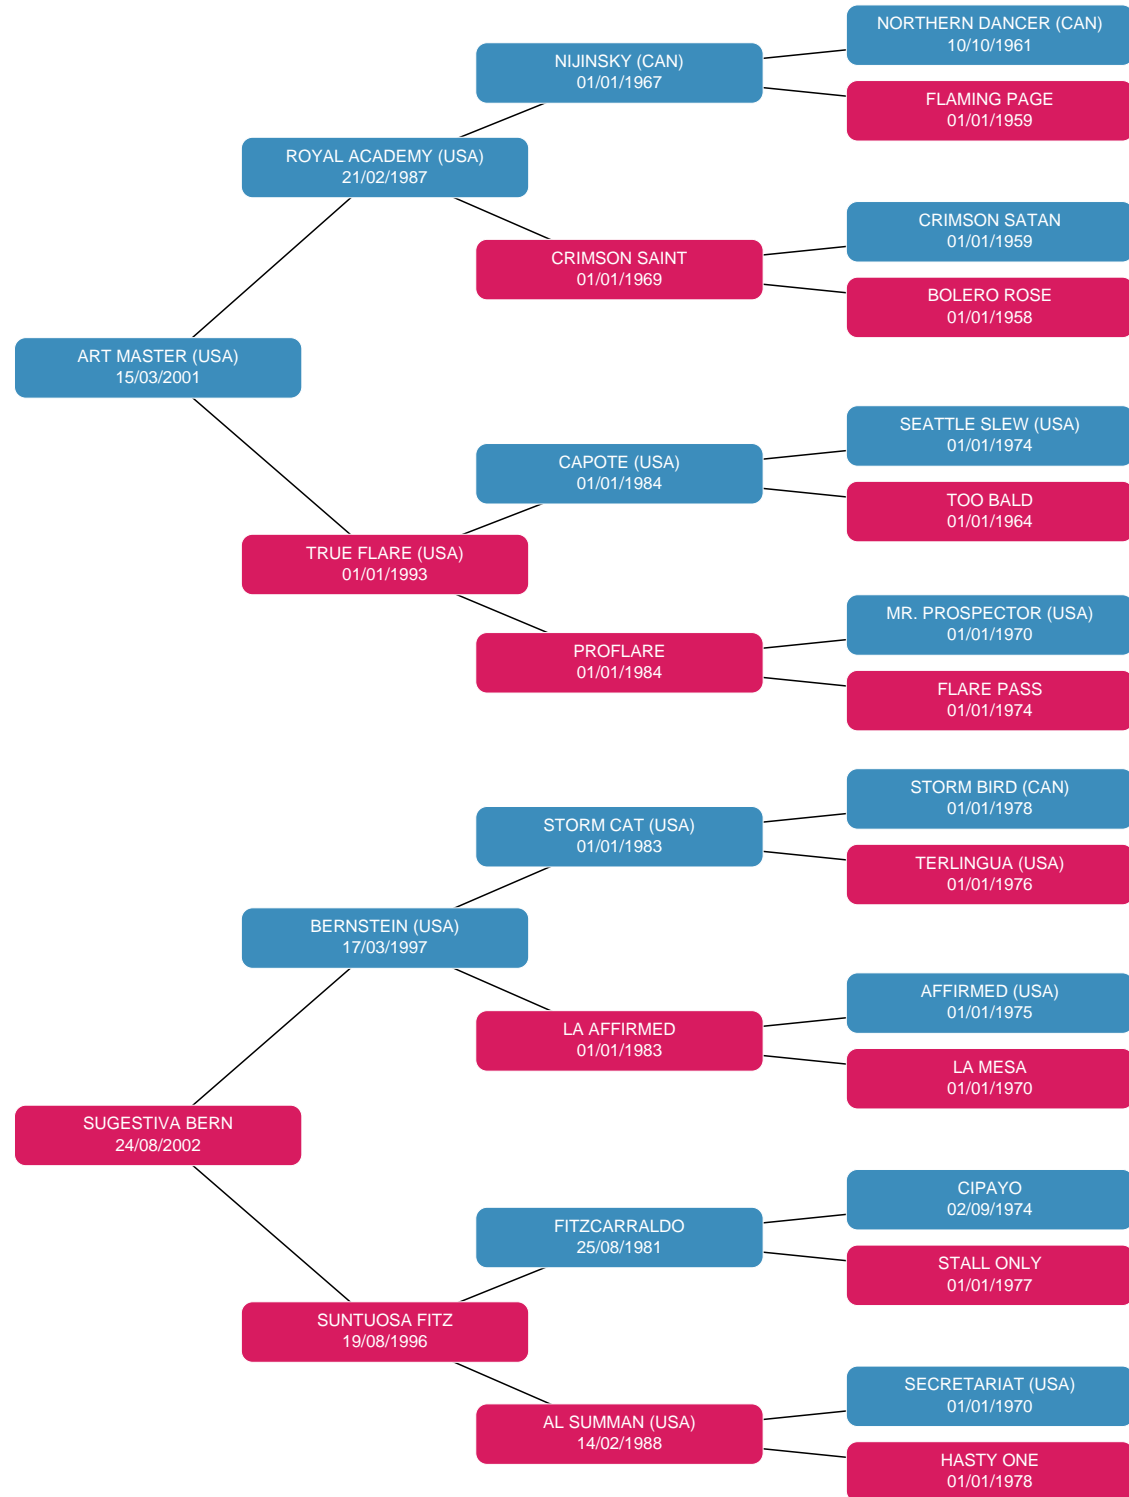 NORTHERN DANCER (CAN)
10/10/1961
NIJINSKY (CAN)
01/01/1967
FLAMING PAGE
01/01/1959
ROYAL ACADEMY (USA)
21/02/1987
CRIMSON SATAN
01/01/1959
CRIMSON SAINT
01/01/1969
BOLERO ROSE
01/01/1958
ART MASTER (USA)
15/03/2001
SEATTLE SLEW (USA)
01/01/1974
CAPOTE (USA)
01/01/1984
TOO BALD
01/01/1964
TRUE FLARE (USA)
01/01/1993
MR. PROSPECTOR (USA)
01/01/1970
PROFLARE
01/01/1984
FLARE PASS
01/01/1974
STORM BIRD (CAN)
01/01/1978
STORM CAT (USA)
01/01/1983
TERLINGUA (USA)
01/01/1976
BERNSTEIN (USA)
17/03/1997
AFFIRMED (USA)
01/01/1975
LA AFFIRMED
01/01/1983
LA MESA
01/01/1970
SUGESTIVA BERN
24/08/2002
CIPAYO
02/09/1974
FITZCARRALDO
25/08/1981
STALL ONLY
01/01/1977
SUNTUOSA FITZ
19/08/1996
SECRETARIAT (USA)
01/01/1970
AL SUMMAN (USA)
14/02/1988
HASTY ONE
01/01/1978